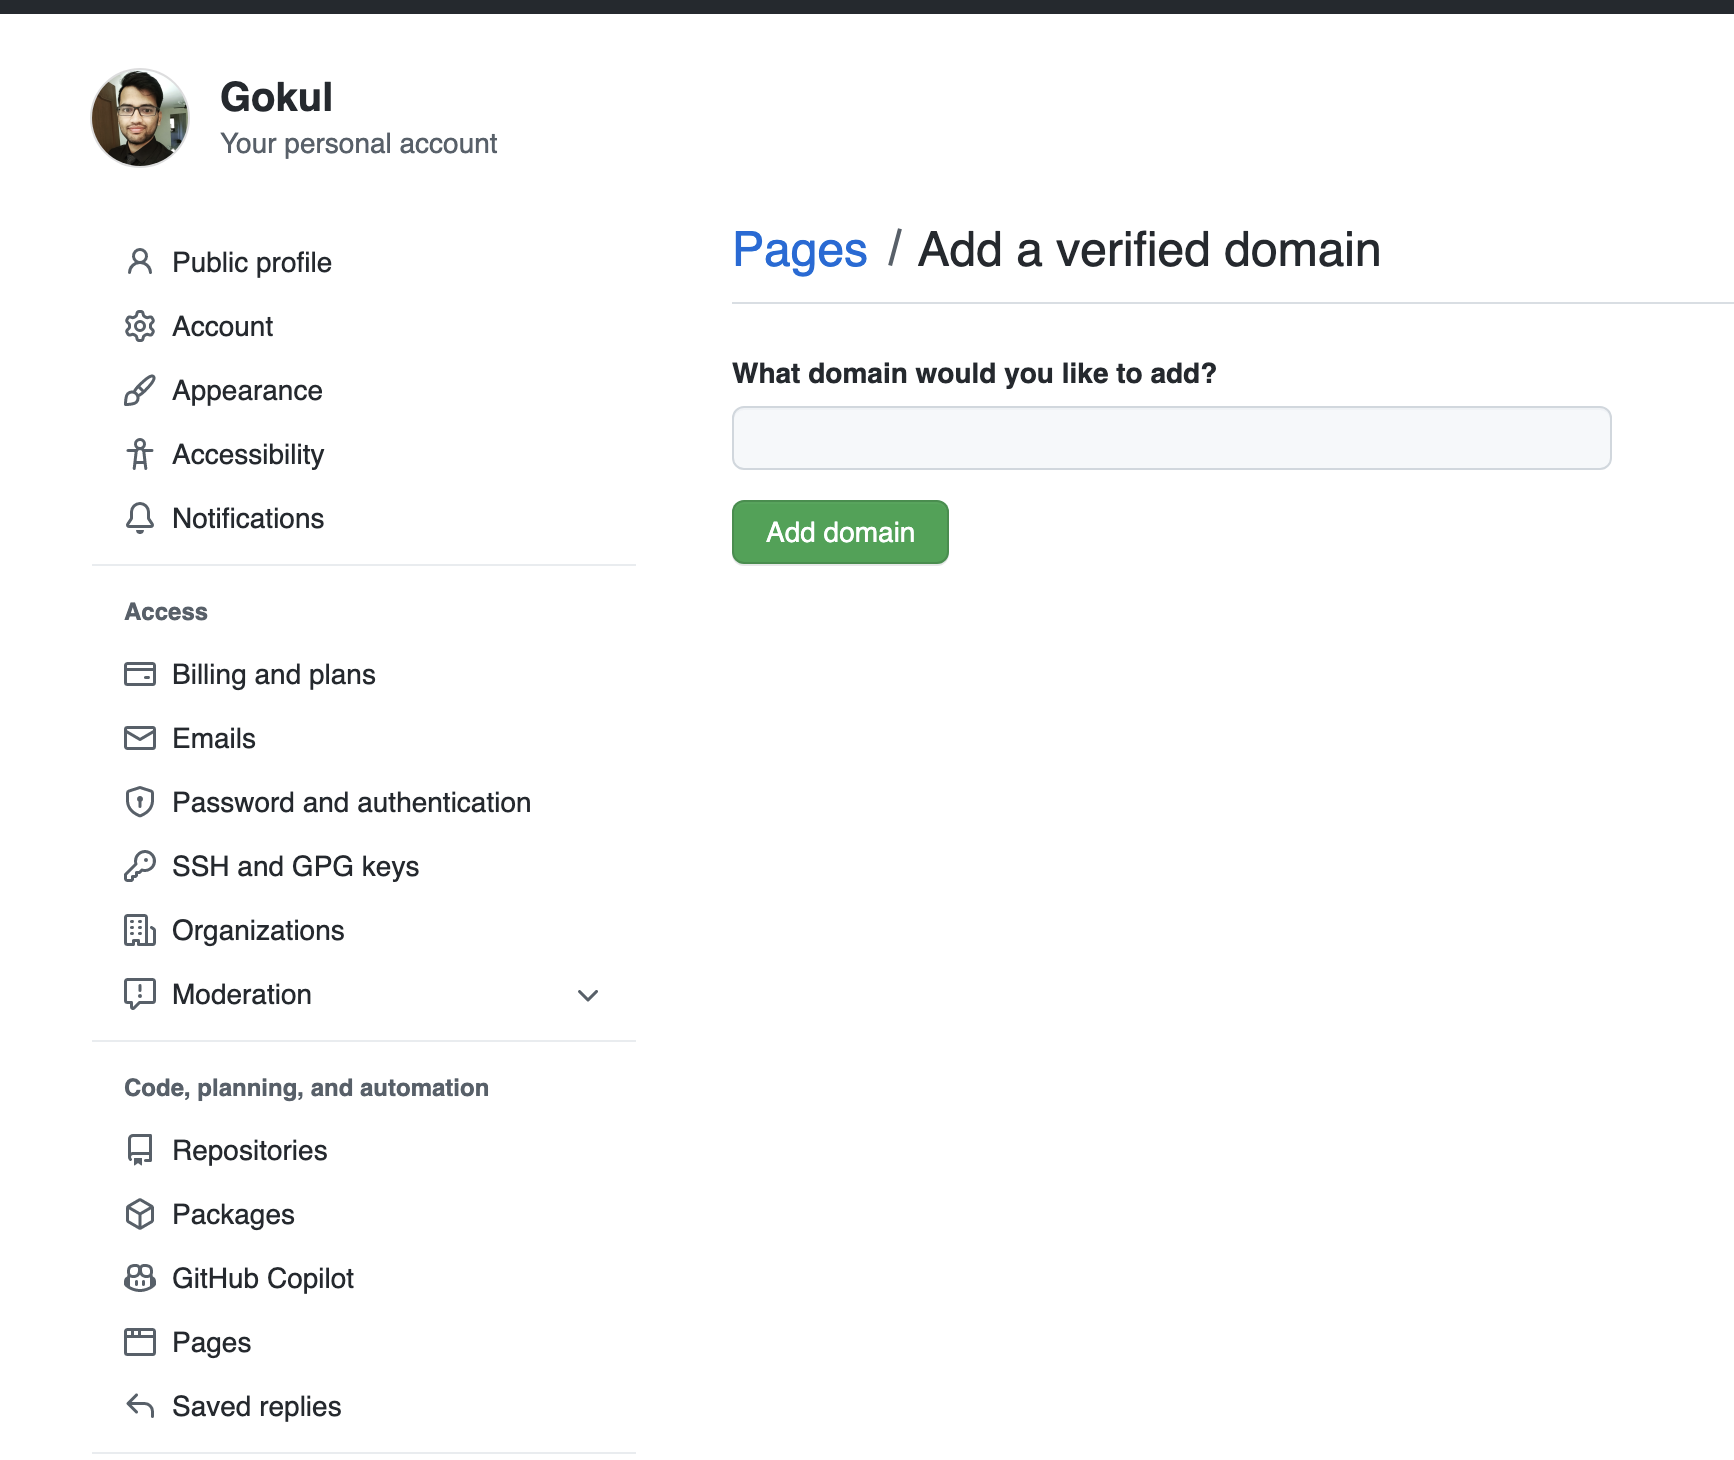 Gokul
Your personal account
Public profile
Account
Appearance
Accessibility
Notifications
Access
Billing and plans
Emails
Password and authentication
SSH and GPG keys
Organizations
Moderation
Code, planning, and automation
Repositories
Packages
GitHub Copilot
Pages
Saved replies
Pages / Add a verified domain
What domain would you like to add?
Add domain